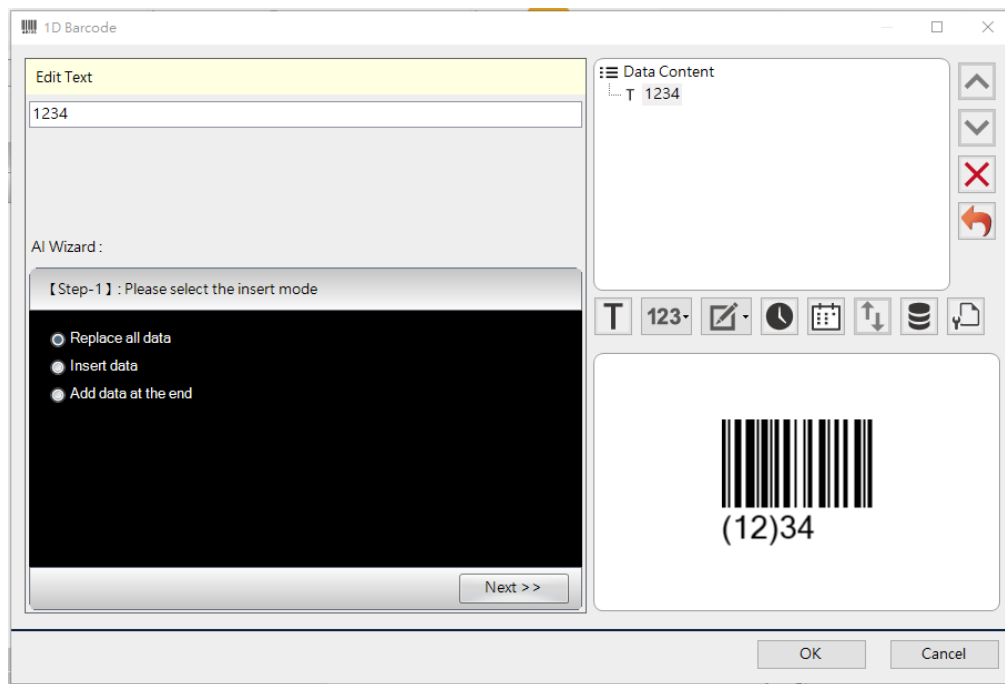 1D Barcode
Edit Text
1234
AI Wizard :
【Step-1】: Please select the insert mode
Replace all data
Insert data
Add data at the end
Next >>
Data Content
T 1234
T
123
(12)34
OK
Cancel